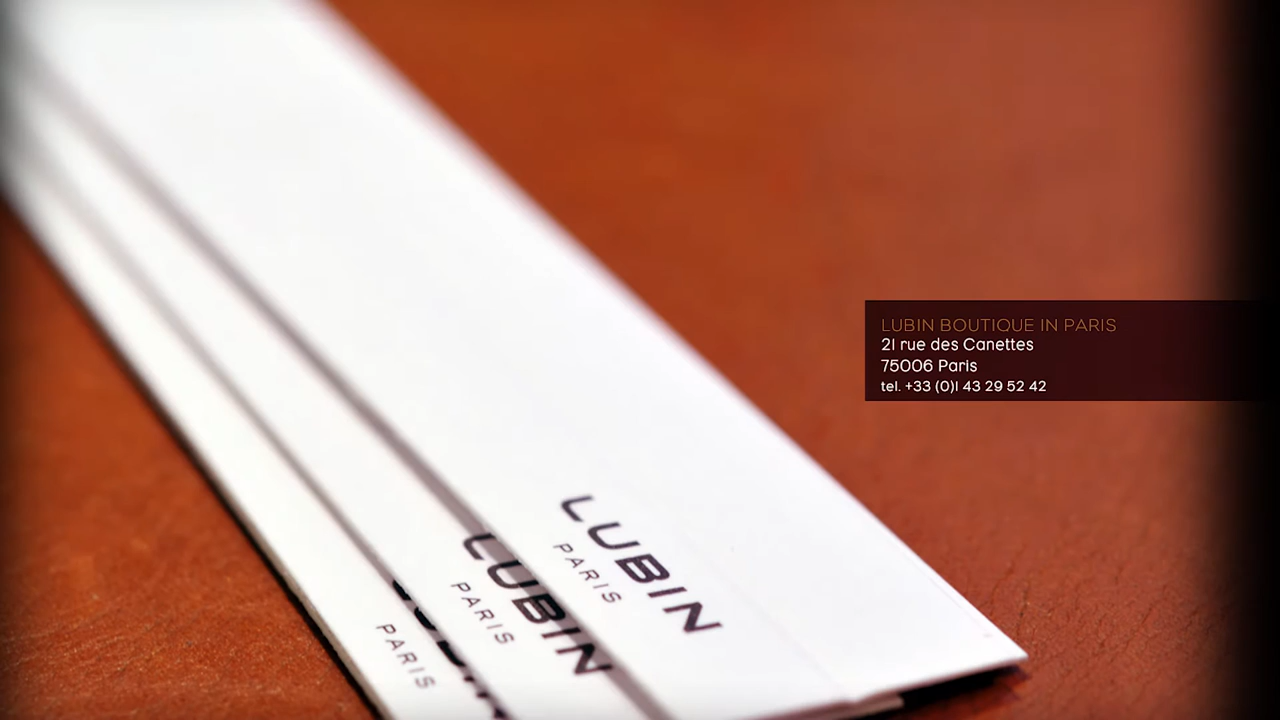 LUBIN BOUTIQUE IN PARIS
21 rue des Canettes
75006 Paris
tel. +33 (0)1 43 29 52 42
LUBIN
PARIS
LUBIN
PARIS
LUBIN
PARIS